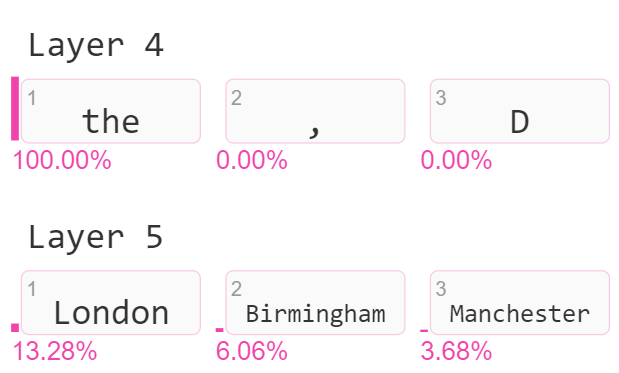 Layer 4
1 the 2 , 3 D
100.00% 0.00% 0.00%
Layer 5
1 London 2 Birmingham 3 Manchester
13.28% 6.06% 3.68%